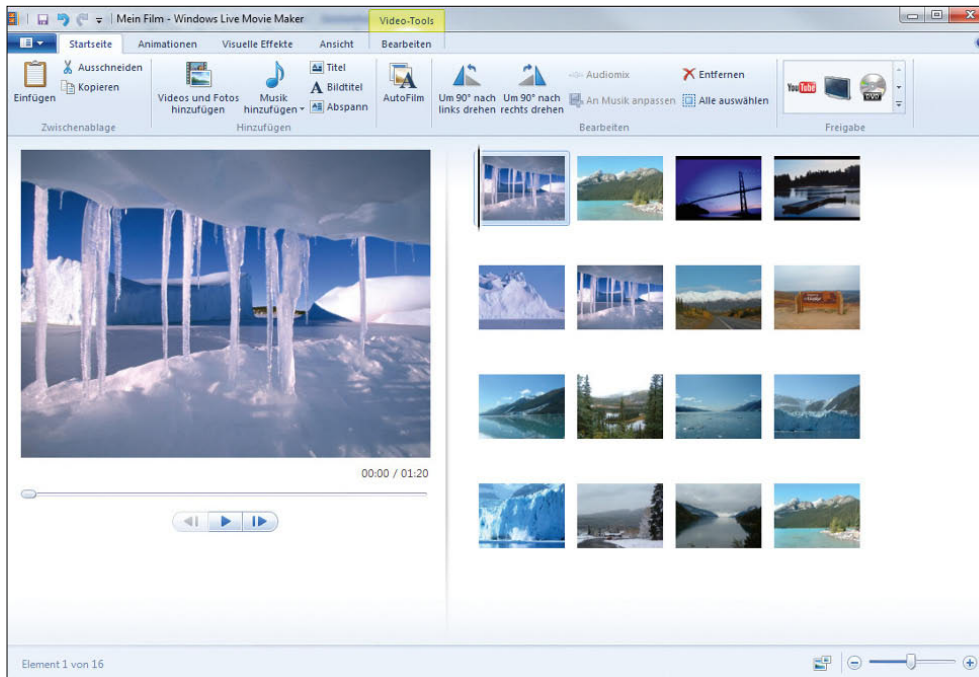 Mein Film - Windows Live Movie Maker
Video-Tools
Startseite Animationen Visuelle Effekte Ansicht Bearbeiten
Einfügen
Ausschneiden
Kopieren
Zwischenablage
Videos und Fotos
hinzufügen
Musik
hinzufügen
Titel
Bildtitel
Abspann
Hinzufügen
AutoFilm
Um 90° nach
links drehen
Um 90° nach
rechts drehen
Audiomix
An Musik anpassen
Entfernen
Alle auswählen
Bearbeiten
You Tube
DVD
Freigabe
00:00 / 01:20
Element 1 von 16